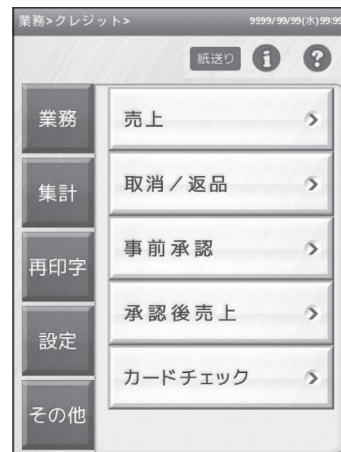 業務>クレジット> 9999/99/99(水)99:99
紙送り i ?
業務
集計
再印字
設定
その他
売上
取消／返品
事前承認
承認後売上
カードチェック